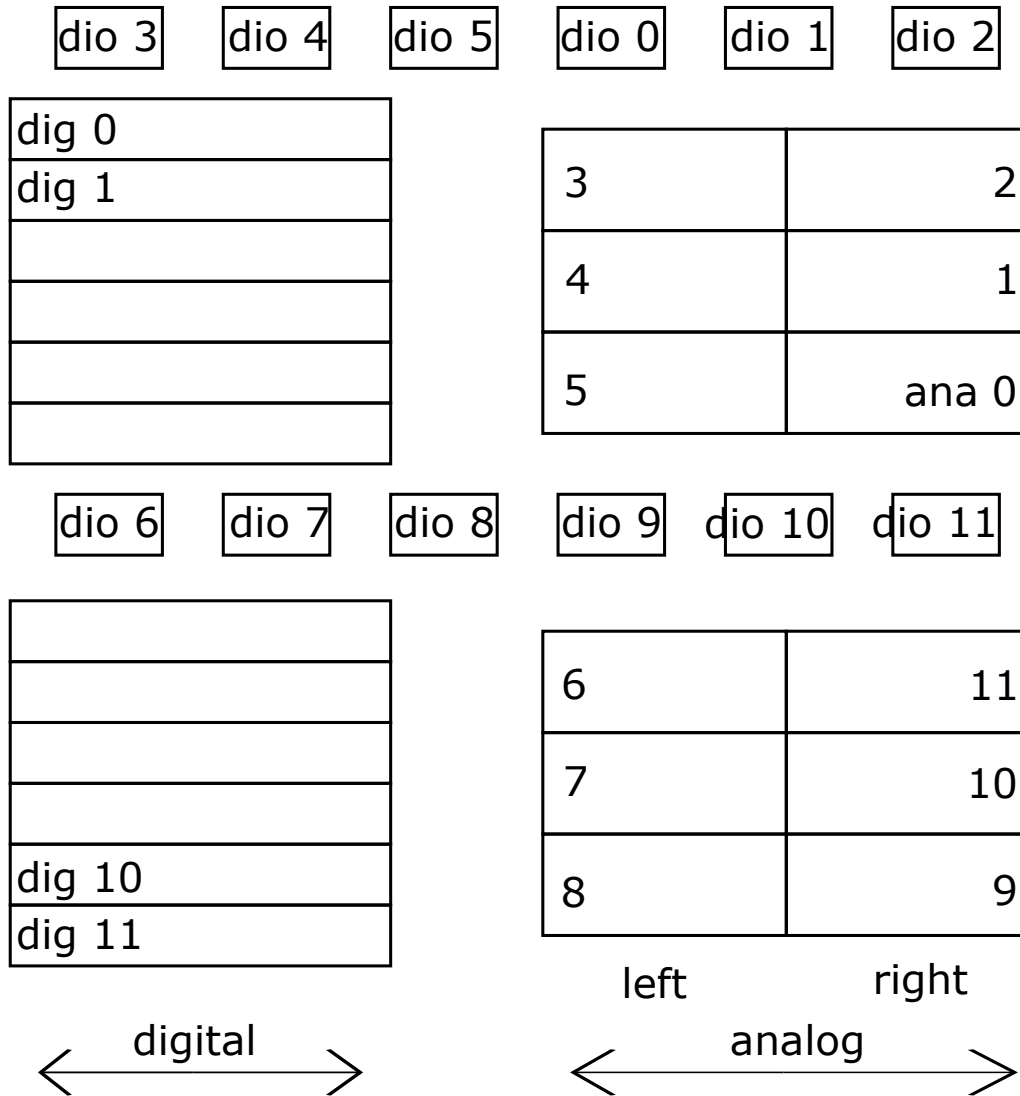 dio 3 dio 4 dio 5 dio 0 dio 1 dio 2
dig 0
dig 1
3 2
4 1
5 ana 0
dio 6 dio 7 dio 8 dio 9 dio 10 dio 11
6 11
7 10
8 9
dig 10
dig 11
left right
digital analog